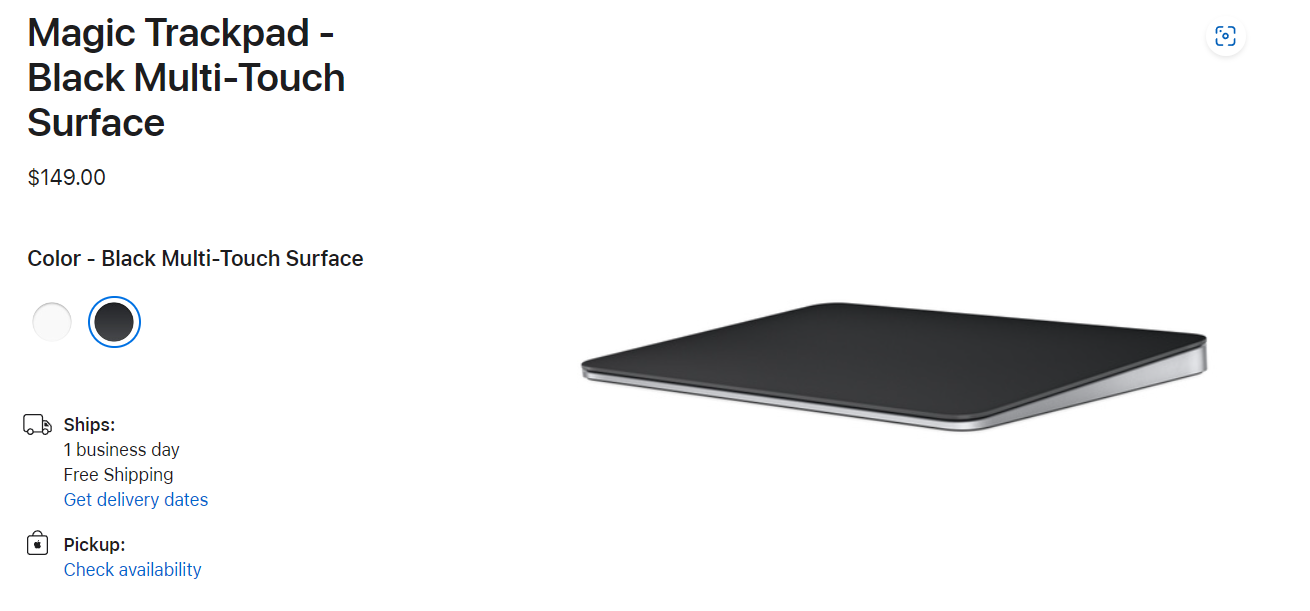 Magic Trackpad -
Black Multi-Touch
Surface
$149.00
Color - Black Multi-Touch Surface
Ships:
1 business day
Free Shipping
Get delivery dates
Pickup:
Check availability